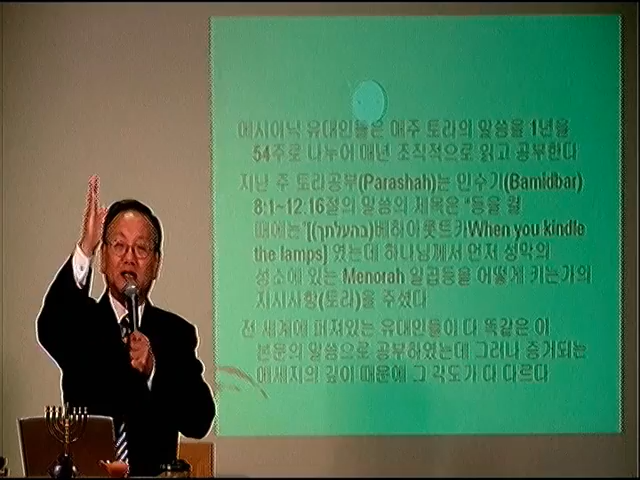 메시아닉 유대인들은 매주 토라의 말씀을 1년을
54주로 나누어 매년 조직적으로 읽고 공부한다
지난 주 토라공부(Parashah)는 민수기(Bamidbar)
8:1~12.16절의 말씀의 제목은 "등을 켤
때에는'[(בהעלתך)베하아롯트카When you kindle
the lamps] 였는데 하나님께서 먼저 성막의
성소에 있는 Menorah 일곱등을 어떻게 키는가의
지시사항(토라)을 주셨다
전 세계에 퍼져있는 유대인들이 다 똑같은 이
본문의 말씀으로 공부하였는데 그러나 증거되는
메세지의 깊이 때문에 그 각도가 다 다르다